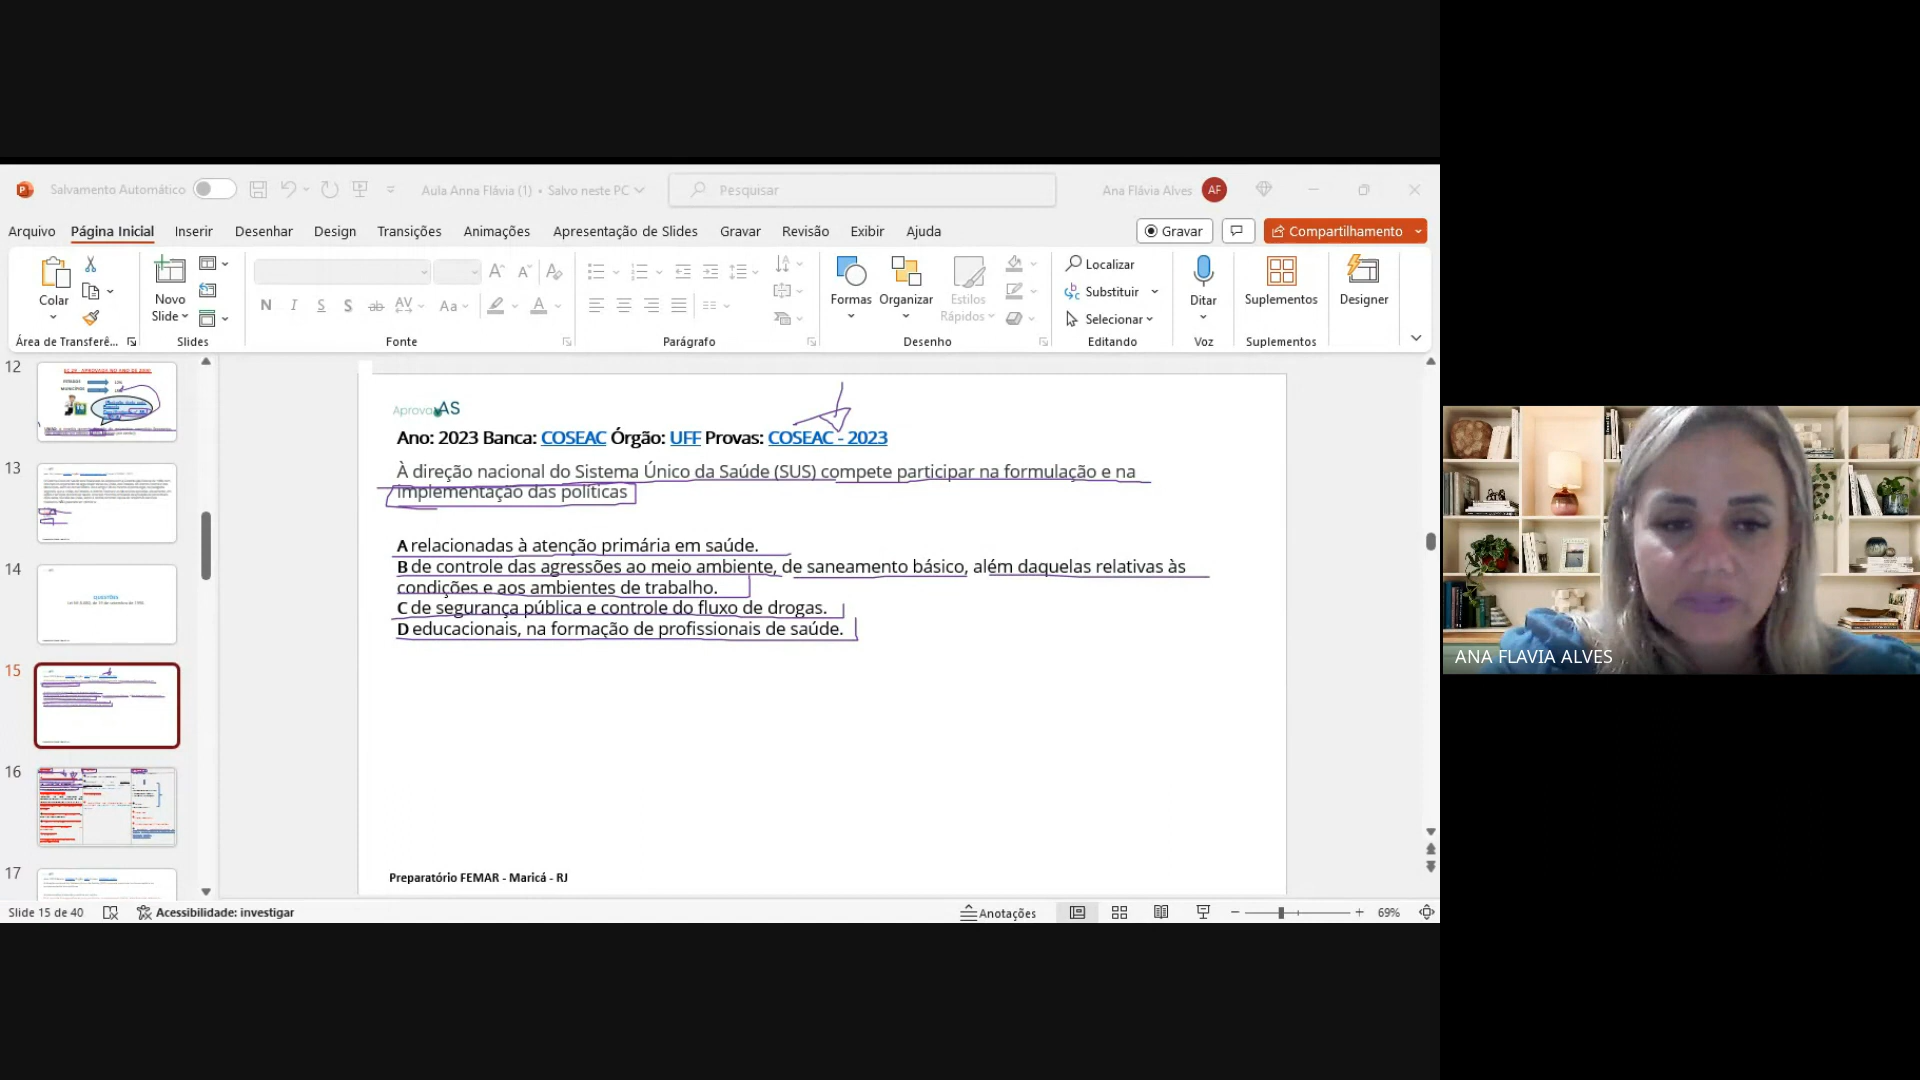 Salvamento Automático
Aula Anna Flávia (1) • Salvo neste PC
Pesquisar
Ana Flávia Alves
AF
Arquivo
Página Inicial
Inserir
Desenhar
Design
Transições
Animações
Apresentação de Slides
Gravar
Revisão
Exibir
Ajuda
Gravar
Compartilhamento
Colar
Novo Slide
N I S S ab AV Aa A
Formas
Organizar
Estilos Rápidos
Localizar
Substituir
Selecionar
Ditar
Suplementos
Designer
Área de Transferê...
Slides
Fonte
Parágrafo
Desenho
Editando
Voz
Suplementos
12
13
14
QUESTÕES
15
16
17
AprovaAS
Ano: 2023 Banca: COSEAC Órgão: UFF Provas: COSEAC - 2023
À direção nacional do Sistema Único da Saúde (SUS) compete participar na formulação e na
implementação das políticas
A relacionadas à atenção primária em saúde.
B de controle das agressões ao meio ambiente, de saneamento básico, além daquelas relativas às
condições e aos ambientes de trabalho.
C de segurança pública e controle do fluxo de drogas.
D educacionais, na formação de profissionais de saúde.
Preparatório FEMAR - Maricá - RJ
Slide 15 de 40
Acessibilidade: investigar
Anotações
69%
ANA FLAVIA ALVES